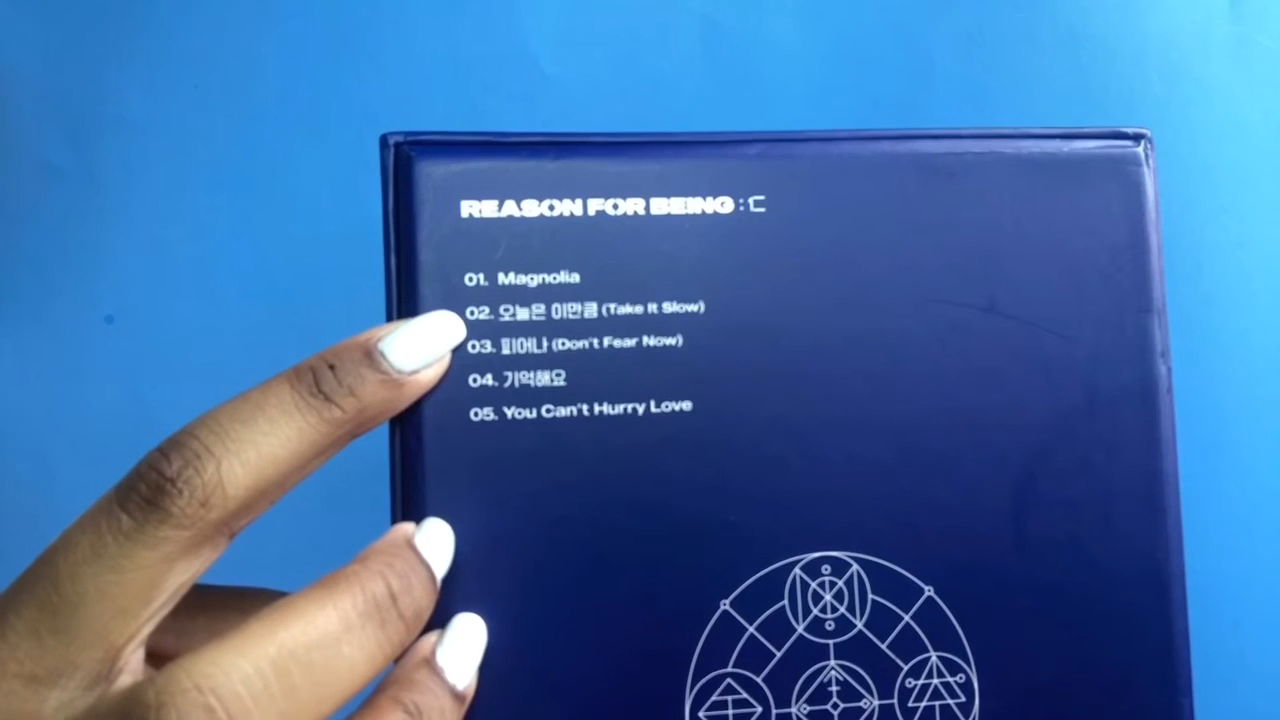 REASON FOR BEING : 仁
01. Magnolia
02. 오늘은 이만큼 (Take It Slow)
03. 피어나 (Don't Fear Now)
04. 기억해요
05. You Can't Hurry Love